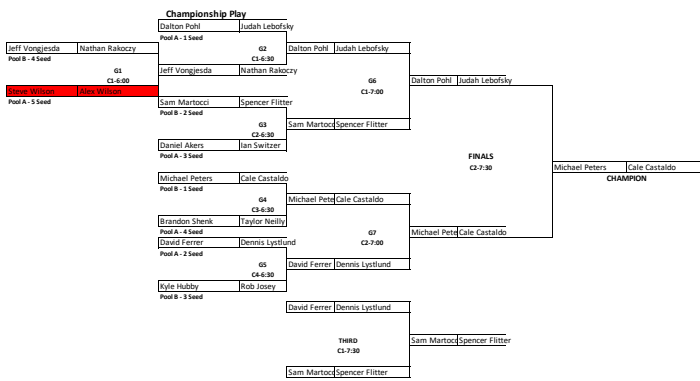 Championship Play
Dalton Pohl Judah Lebofsky
Pool A - 1 Seed
G2
C1-6:30
Jeff Vongjesda Nathan Rakoczy
Pool B - 4 Seed
G1
C1-6:00
Steve Wilson Alex Wilson
Pool A - 5 Seed
Jeff Vongjesda Nathan Rakoczy
Dalton Pohl Judah Lebofsky
G6
C1-7:00
Sam Martocci Spencer Flitter
Pool B - 2 Seed
G3
C2-6:30
Daniel Akers Ian Switzer
Pool A - 3 Seed
Sam Martocc Spencer Flitter
Dalton Pohl Judah Lebofsky
FINALS
C2-7:30
Michael Peters Cale Castaldo
CHAMPION
Michael Peters Cale Castaldo
Pool B - 1 Seed
G4
C3-6:30
Brandon Shenk Taylor Neilly
Pool A - 4 Seed
Michael Pete Cale Castaldo
G7
C2-7:00
Michael Pete Cale Castaldo
David Ferrer Dennis Lystlund
Pool A - 2 Seed
G5
C4-6:30
Kyle Hubby Rob Josey
Pool B - 3 Seed
David Ferrer Dennis Lystlund
David Ferrer Dennis Lystlund
THIRD
C1-7:30
Sam Martocc Spencer Flitter
Sam Martocc Spencer Flitter